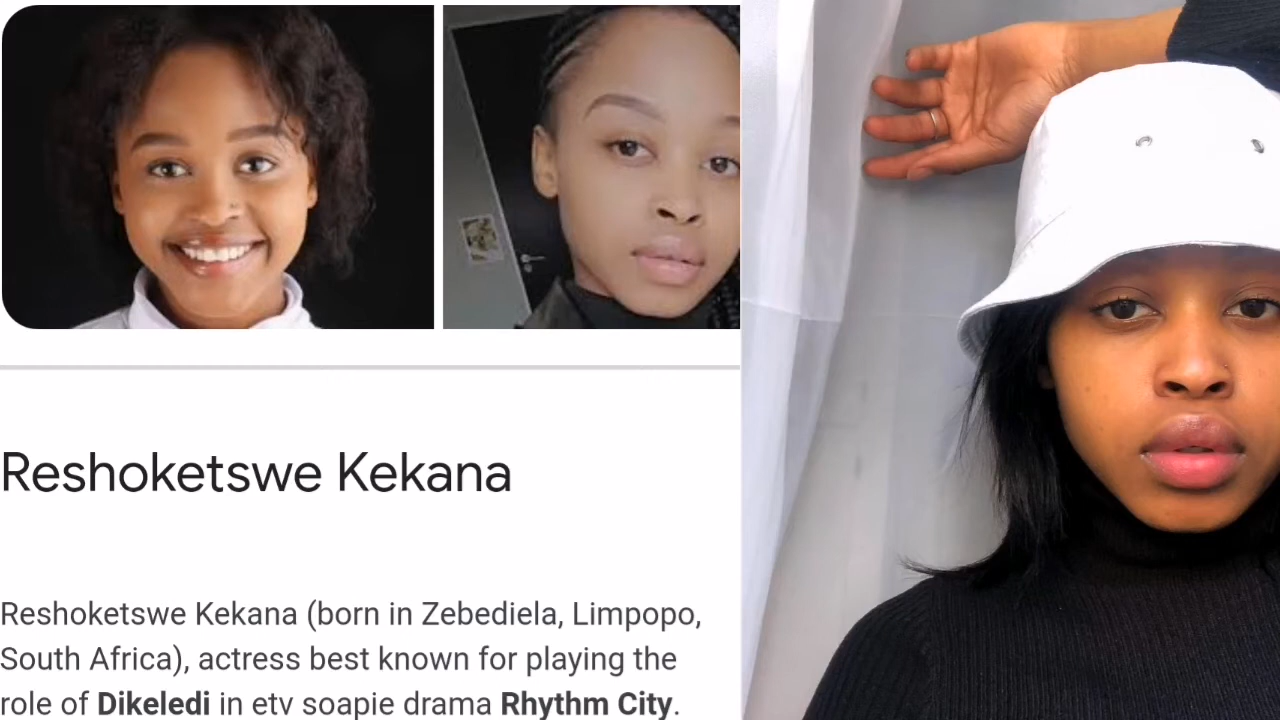 Reshoketswe Kekana
Reshoketswe Kekana (born in Zebediela, Limpopo,
South Africa), actress best known for playing the
role of Dikeledi in etv soapie drama Rhythm City.